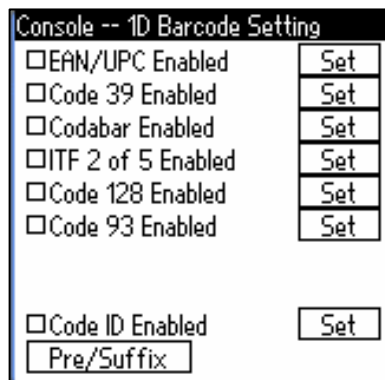 Console -- 1D Barcode Setting
EAN/UPC Enabled Set
Code 39 Enabled Set
Codabar Enabled Set
ITF 2 of 5 Enabled Set
Code 128 Enabled Set
Code 93 Enabled Set
Code ID Enabled Set
Pre/Suffix